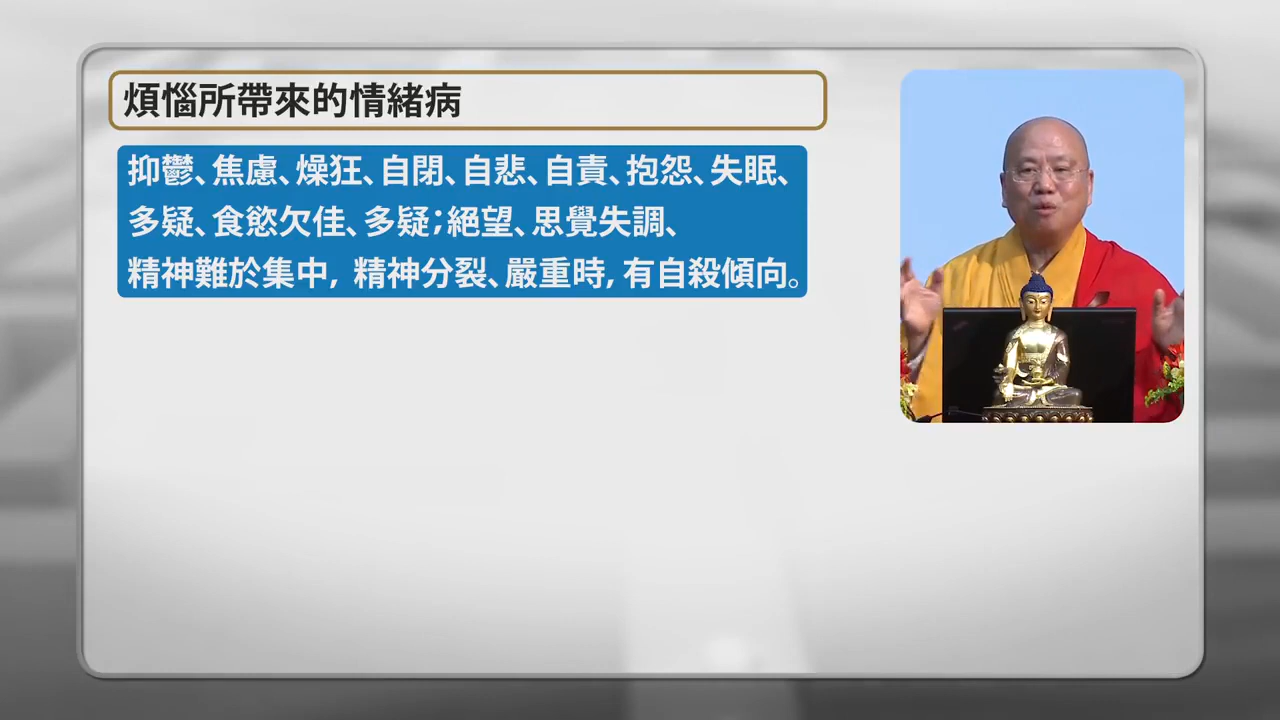 煩惱所帶來的情緒病
抑鬱、焦慮、燥狂、自閉、自悲、自責、抱怨、失眠、
多疑、食慾欠佳、多疑；絕望、思覺失調、
精神難於集中，精神分裂、嚴重時，有自殺傾向。